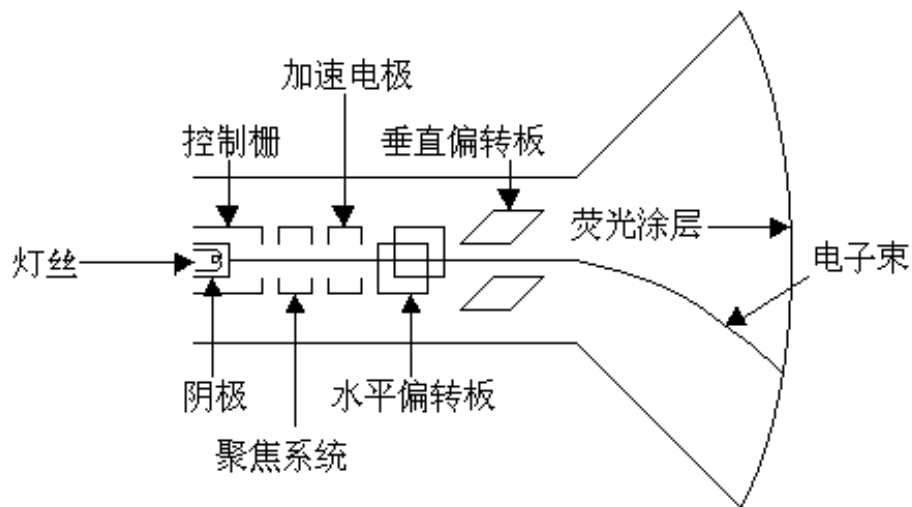 加速电极
控制栅
垂直偏转板
荧光涂层
灯丝
电子束
阴极
水平偏转板
聚焦系统